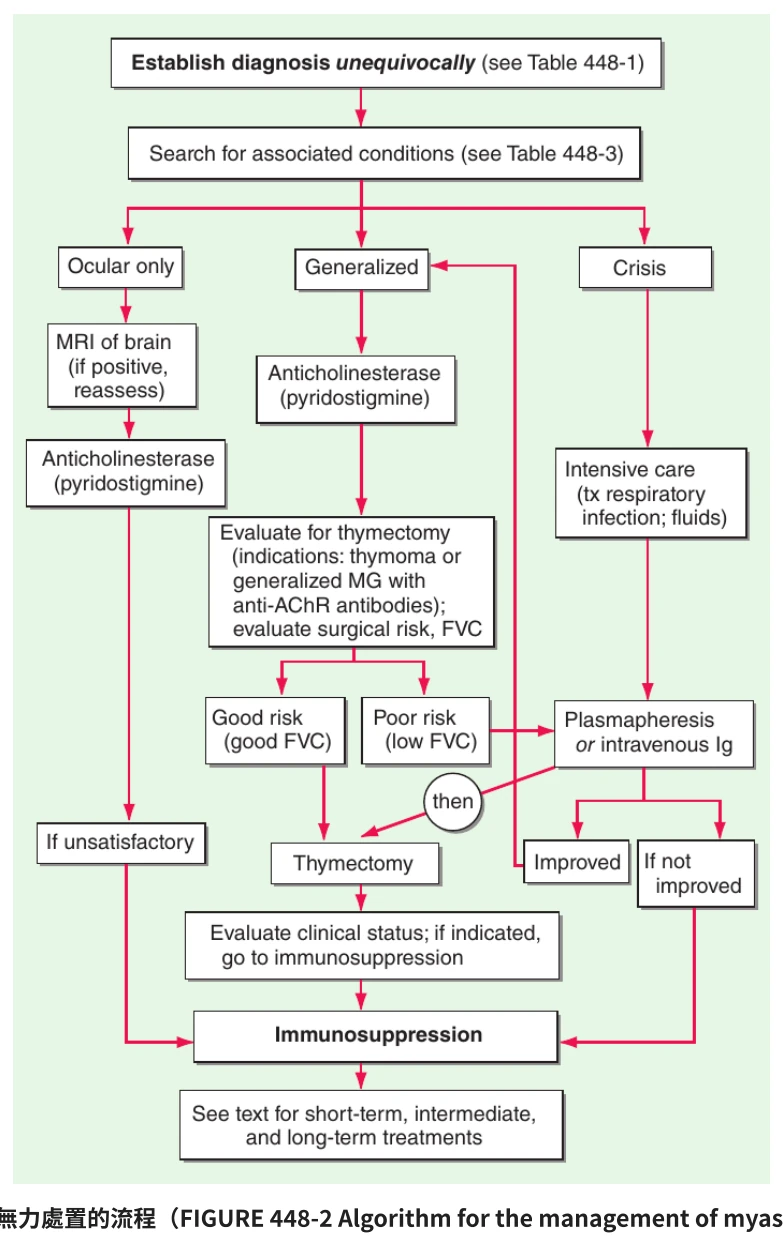 Establish diagnosis unequivocally (see Table 448-1)
Search for associated conditions (see Table 448-3)
Ocular only
Generalized
Crisis
MRI of brain
(if positive,
reassess)
Anticholinesterase
(pyridostigmine)
Anticholinesterase
(pyridostigmine)
Intensive care
(tx respiratory
infection; fluids)
Evaluate for thymectomy
(indications: thymoma or
generalized MG with
anti-AChR antibodies);
evaluate surgical risk, FVC
Good risk
(good FVC)
Poor risk
(low FVC)
Plasmapheresis
or intravenous Ig
then
If unsatisfactory
Thymectomy
Improved
If not
improved
Evaluate clinical status; if indicated,
go to immunosuppression
Immunosuppression
See text for short-term, intermediate,
and long-term treatments
無力處置的流程（FIGURE 448-2 Algorithm for the management of myas